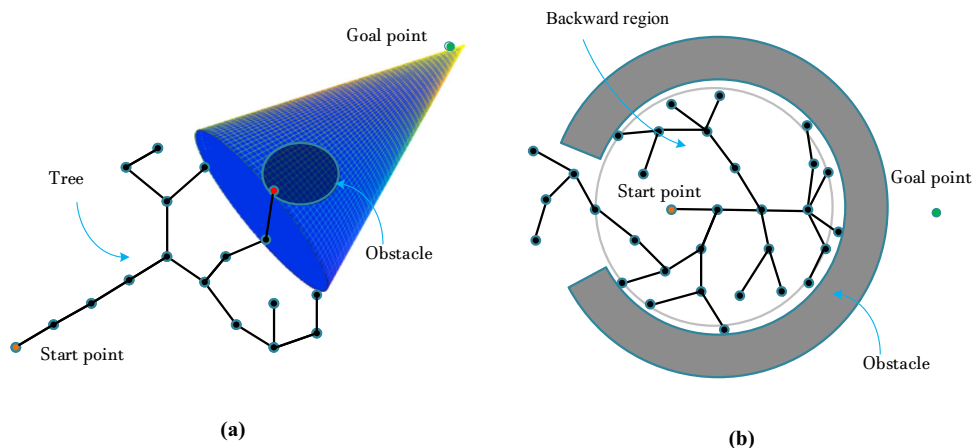 Goal point
Tree
Obstacle
Start point
(a)
Backward region
Start point
Goal point
Obstacle
(b)